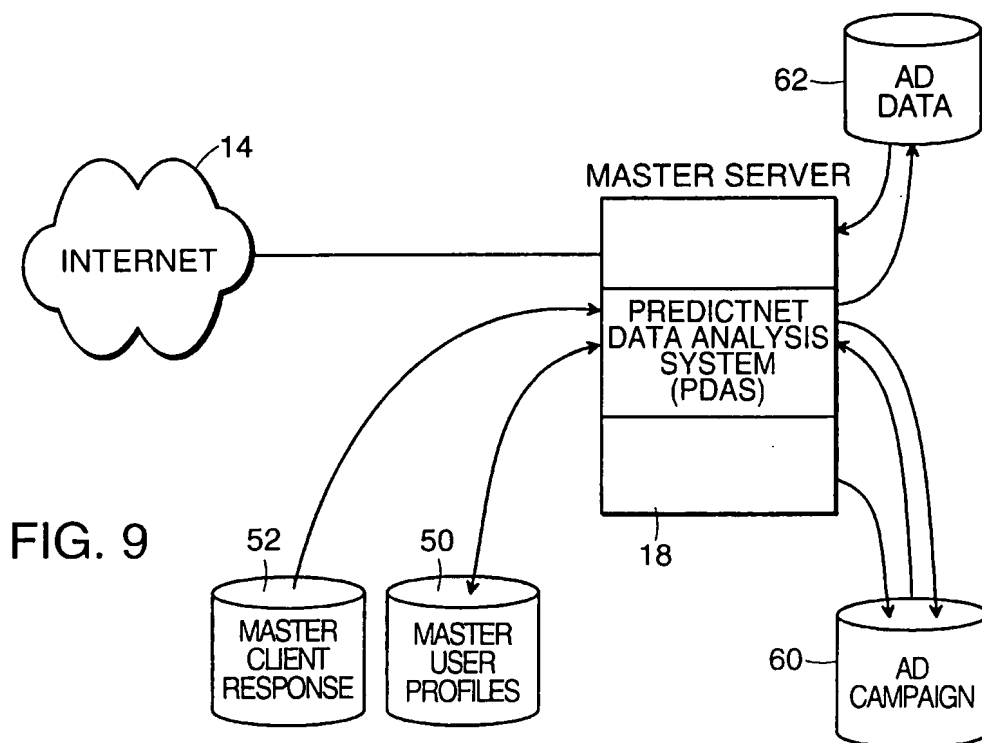 62
AD
DATA
14
MASTER SERVER
INTERNET
PREDICTNET
DATA ANALYSIS
SYSTEM
(PDAS)
FIG. 9
52
50
18
MASTER
CLIENT
RESPONSE
MASTER
USER
PROFILES
60
AD
CAMPAIGN